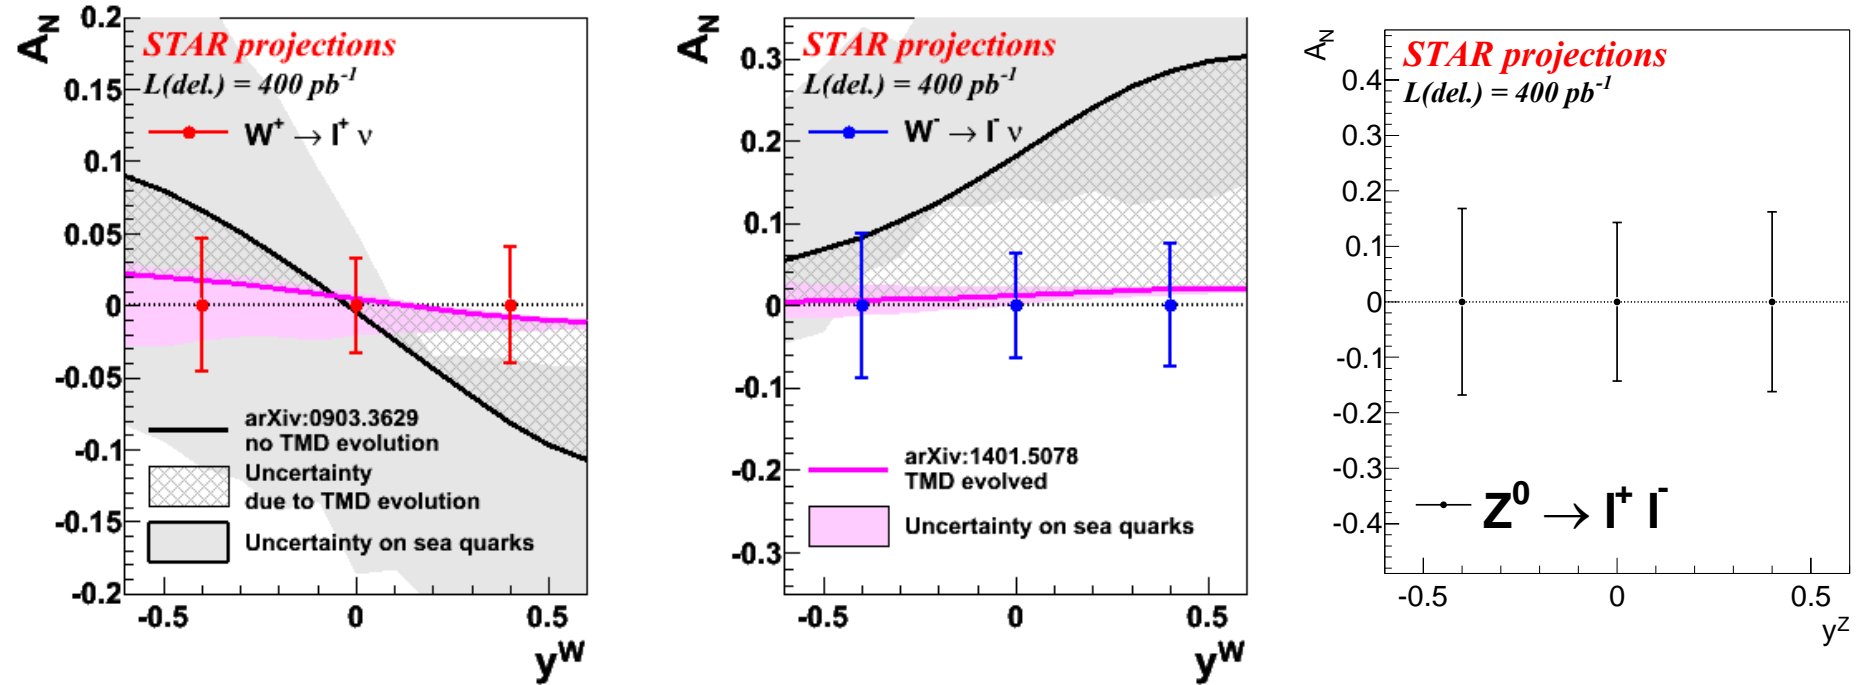 A_N
STAR projections
L(del.) = 400 pb^-1
W^+ → l^+ ν
0.2
0.15
0.1
0.05
0
-0.05
-0.1
-0.15
-0.2
arXiv:0903.3629
no TMD evolution
Uncertainty
due to TMD evolution
Uncertainty on sea quarks
-0.5 0 0.5
y^W
A_N
STAR projections
L(del.) = 400 pb^-1
W^- → l^- ν
0.3
0.2
0.1
0
-0.1
-0.2
-0.3
arXiv:1401.5078
TMD evolved
Uncertainty on sea quarks
-0.5 0 0.5
y^W
A_N
STAR projections
L(del.) = 400 pb^-1
0.4
0.3
0.2
0.1
0
-0.1
-0.2
-0.3
-0.4
Z^0 → l^+ l^-
-0.5 0 0.5
y^Z